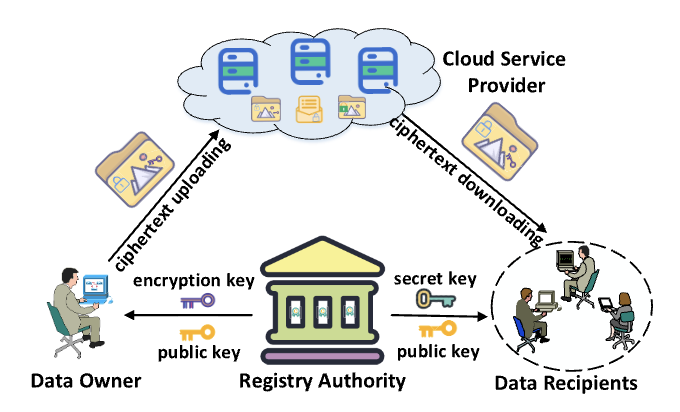 Cloud Service
Provider
ciphertext uploading
ciphertext downloading
encryption key
secret key
public key
public key
Data Owner
Registry Authority
Data Recipients